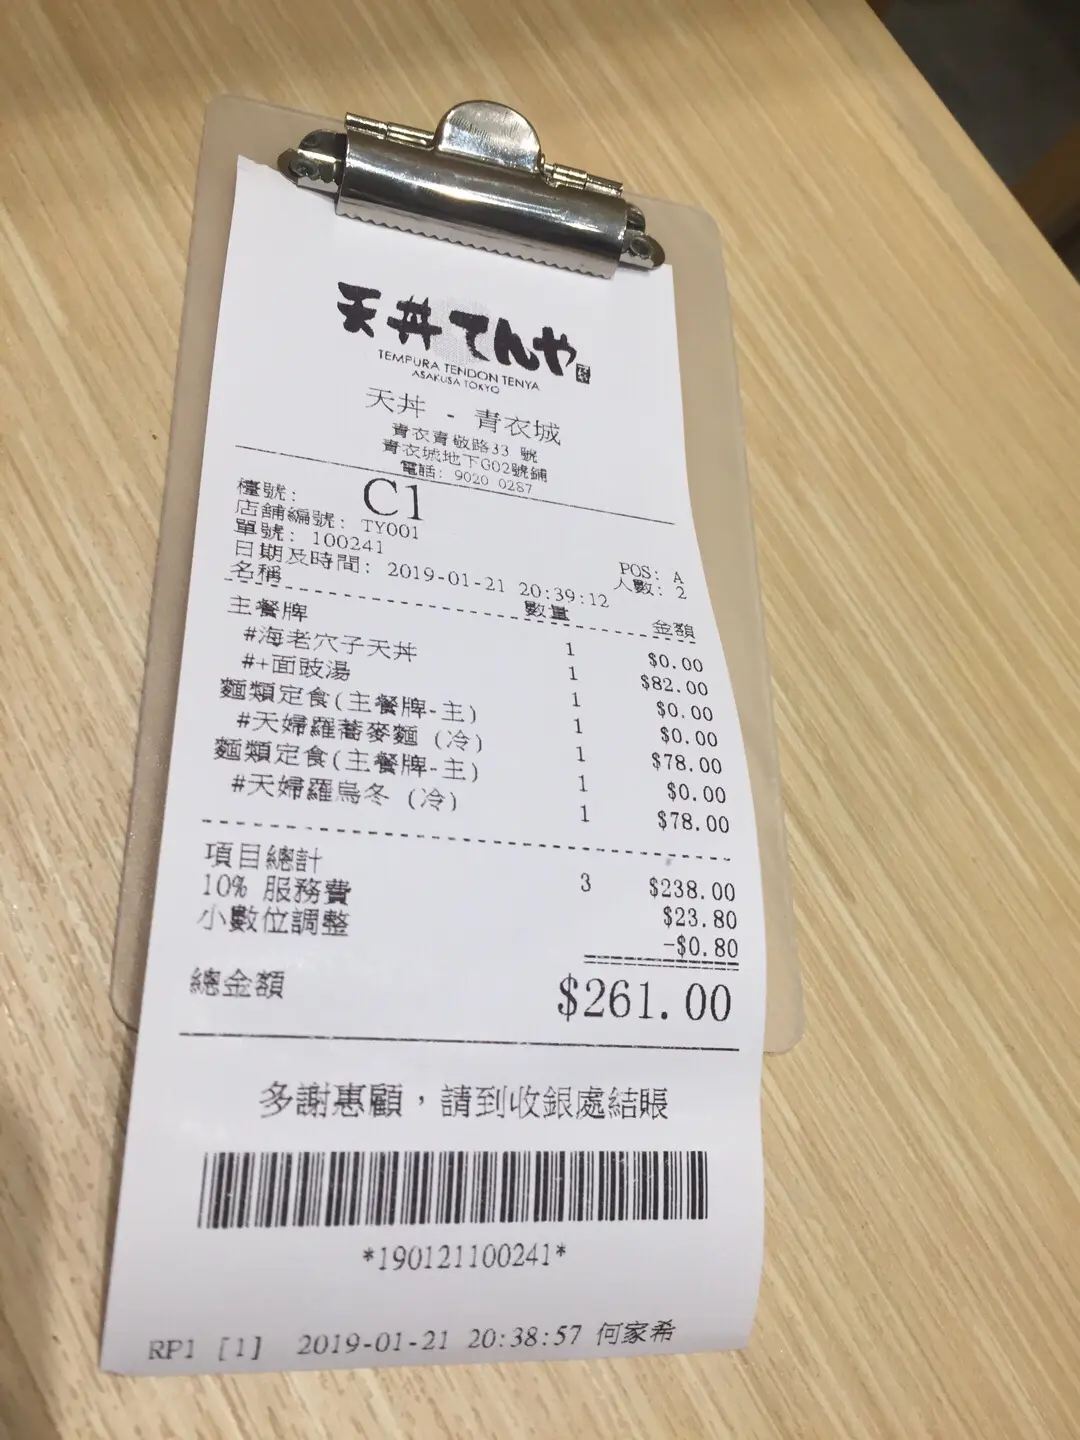 天丼てんや
TEMPURA TENDON TENYA
ASAKUSA TOKYO
天丼 - 青衣城
青衣青敬路33 號
青衣城地下G02號鋪
電話: 9020 0287
檯號: C1
店舖編號: TY001
單號: 100241 POS: A
日期及時間: 2019-01-21 20:39:12 人數: 2
名稱 數量 金額
主餐牌 1 $0.00
#海老穴子天丼 1 $82.00
#+面豉湯 1 $0.00
麵類定食(主餐牌-主) 1 $0.00
#天婦羅蕎麥麵 (冷) 1 $78.00
麵類定食(主餐牌-主) 1 $0.00
#天婦羅烏冬 (冷) 1 $78.00
項目總計 3 $238.00
10% 服務費 $23.80
小數位調整 -$0.80
總金額 $261.00
多謝惠顧，請到收銀處結賬
*190121100241*
RP1 [1] 2019-01-21 20:38:57 何家希